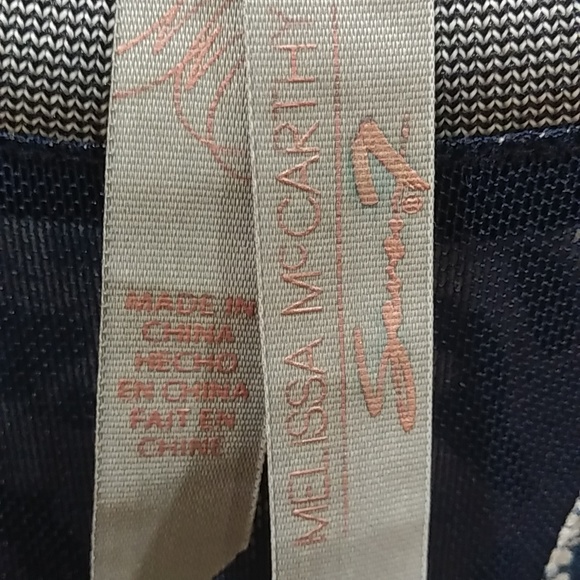 MADE IN
CHINA
HECHO
EN CHINA
FAIT EN
CHINE
MELISSA McCARTHY
Seven7